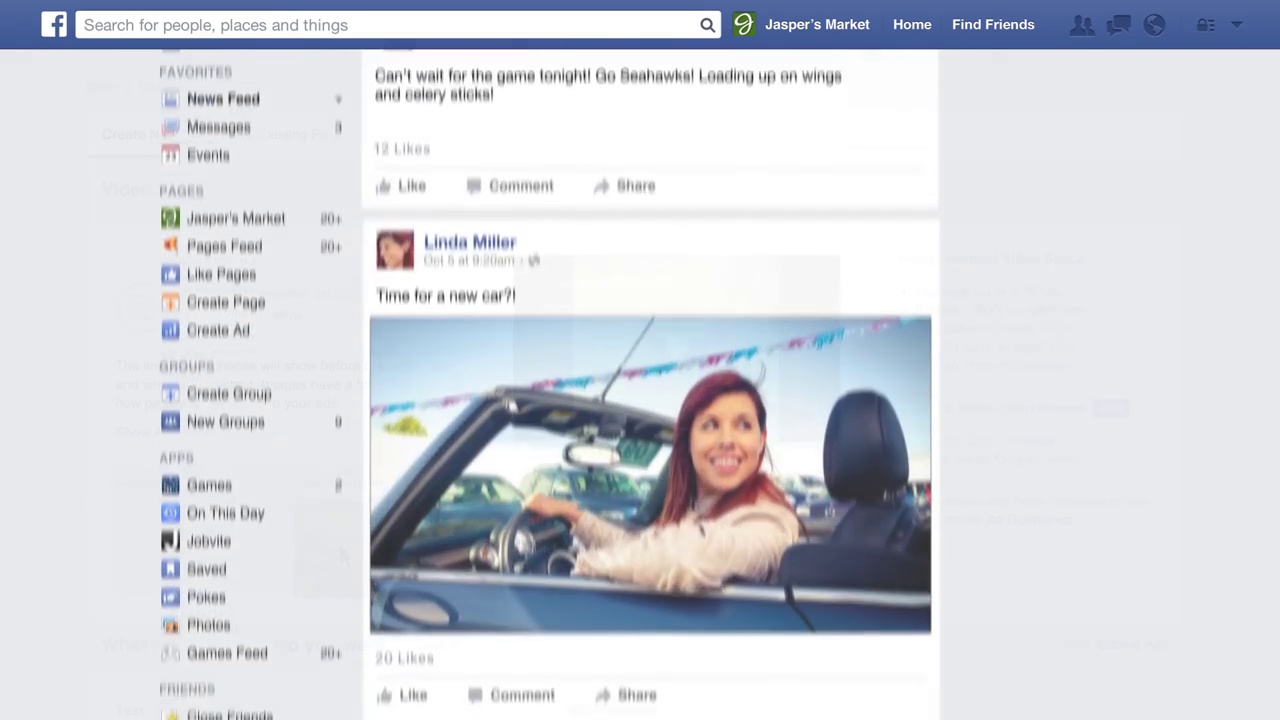 Search for people, places and things
Jasper's Market
Home
Find Friends
FAVORITES
News Feed
Messages
Events
PAGES
Jasper's Market 20+
Pages Feed 20+
Like Pages
Create Page
Create Ad
GROUPS
Create Group
New Groups
APPS
Games
On This Day
Jobvite
Saved
Pokes
Photos
Games Feed 20+
FRIENDS
Close Friends
Can't wait for the game tonight! Go Seahawks! Loading up on wings
and celery sticks!
12 Likes
Like Comment Share
Linda Miller
Oct 5 at 9:20am
Time for a new car?!
20 Likes
Like Comment Share